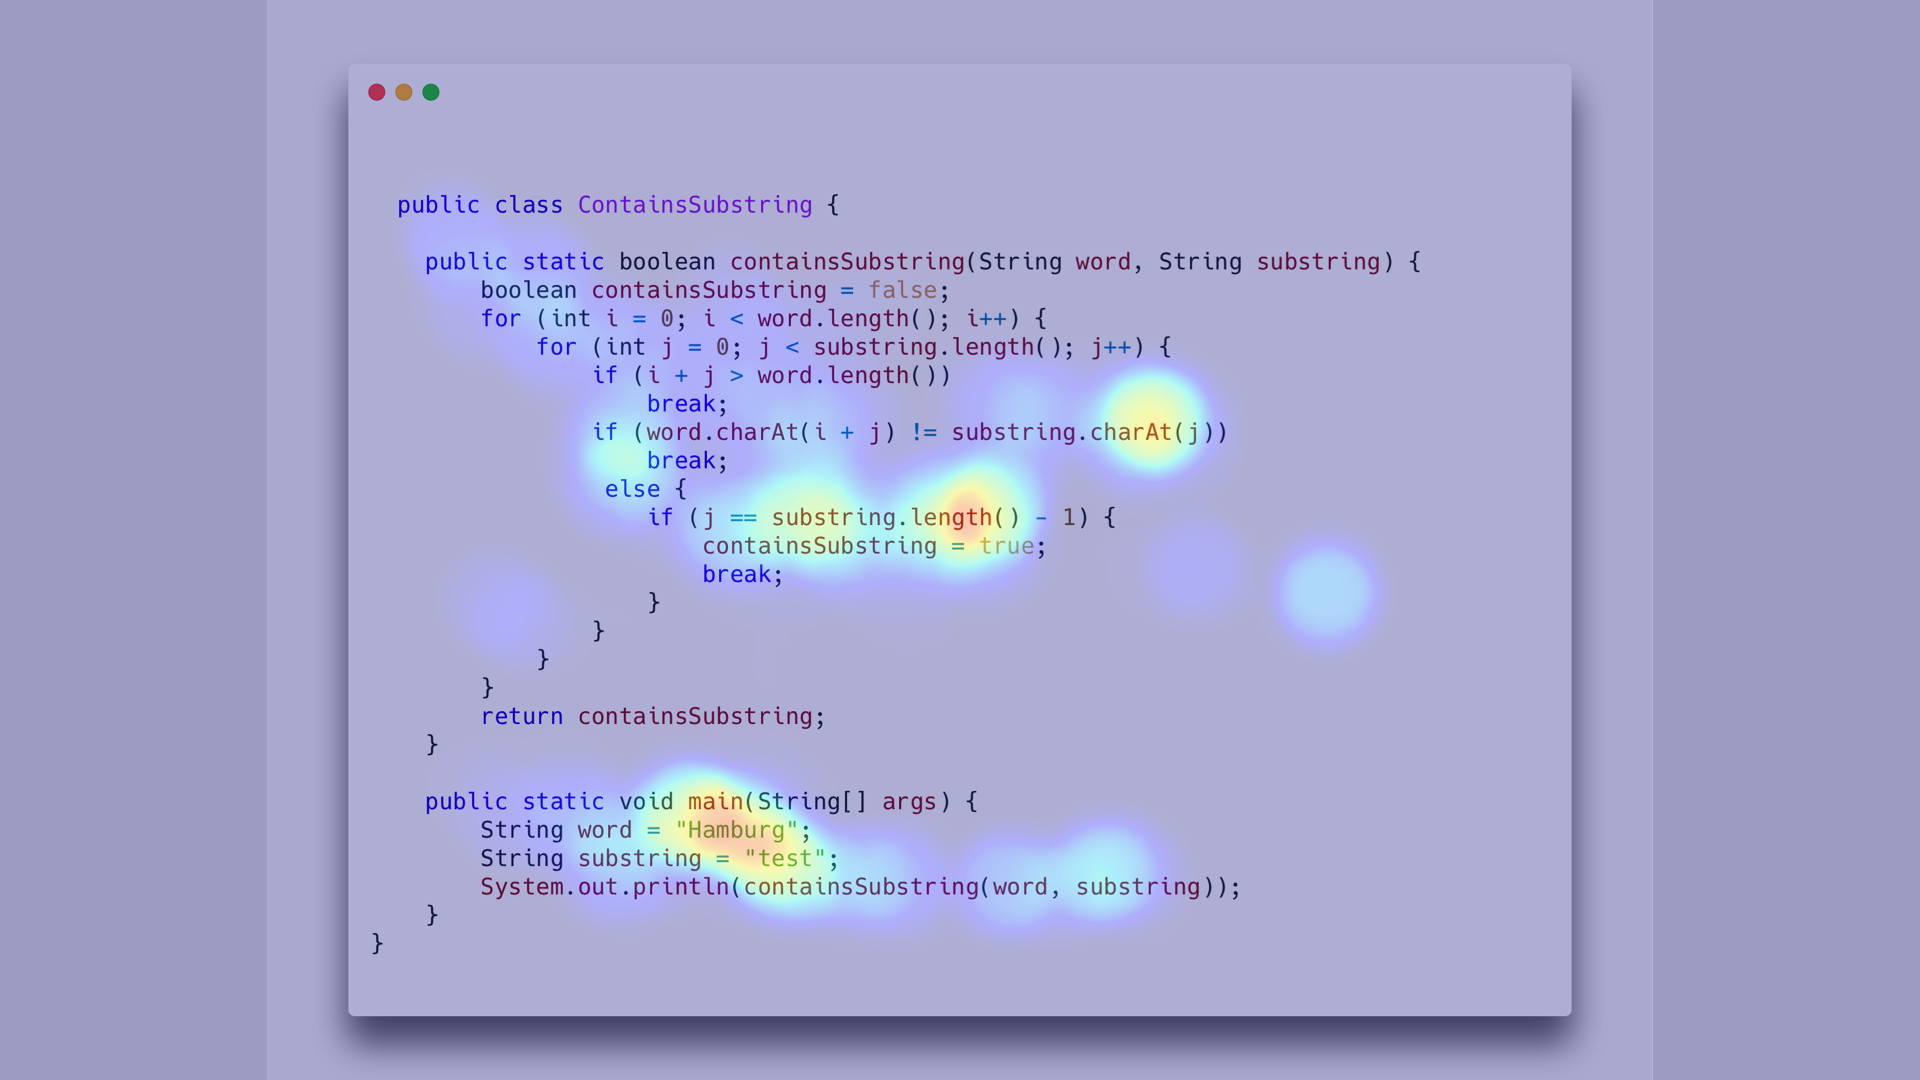 public class ContainsSubstring {
public static boolean containsSubstring(String word, String substring) {
boolean containsSubstring = false;
for (int i = 0; i < word.length(); i++) {
for (int j = 0; j < substring.length(); j++) {
if (i + j > word.length())
break;
if (word.charAt(i + j) != substring.charAt(j))
break;
else {
if (j == substring.length() - 1) {
containsSubstring = true;
break;
}
}
}
}
return containsSubstring;
}
public static void main(String[] args) {
String word = "Hamburg";
String substring = "test";
System.out.println(containsSubstring(word, substring));
}
}